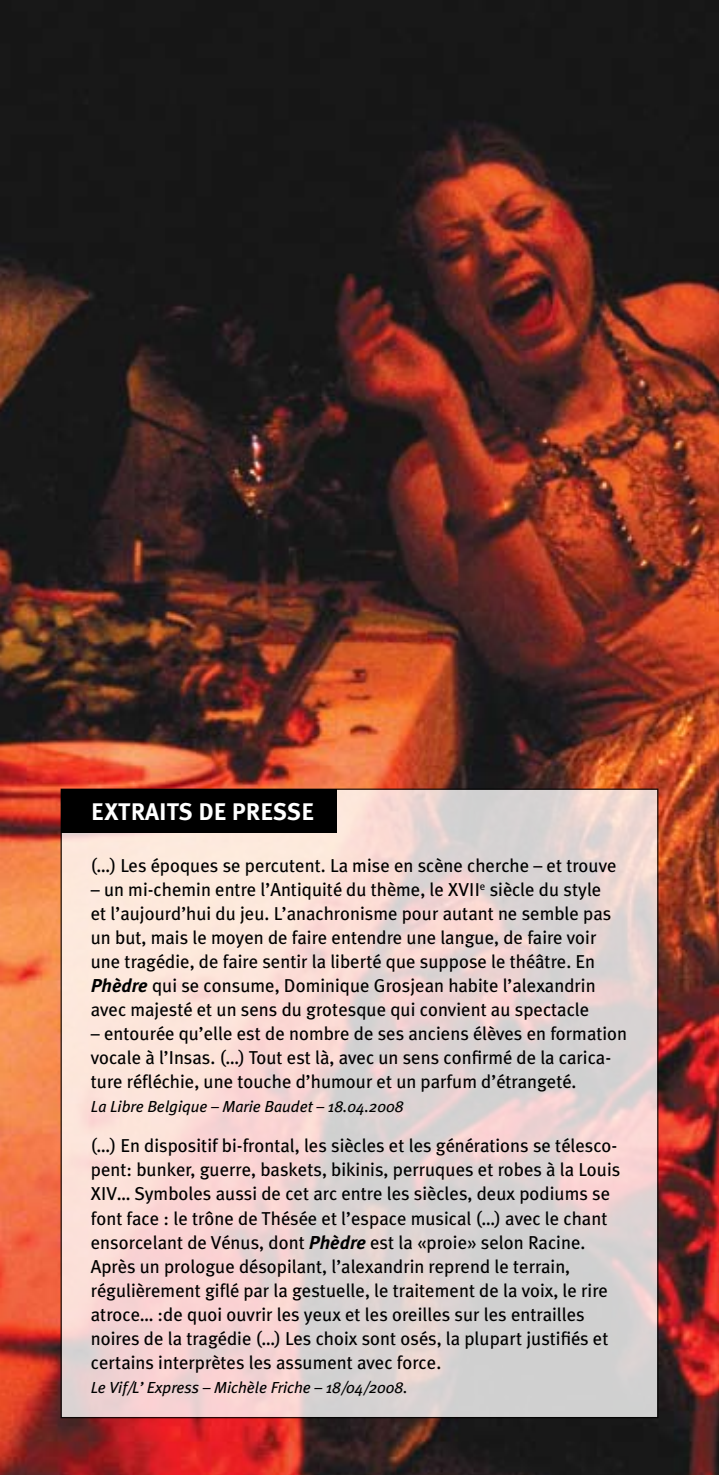 EXTRAITS DE PRESSE
(...) Les époques se percutent. La mise en scène cherche – et trouve
– un mi-chemin entre l’Antiquité du thème, le XVIIe siècle du style
et l’aujourd’hui du jeu. L’anachronisme pour autant ne semble pas
un but, mais le moyen de faire entendre une langue, de faire voir
une tragédie, de faire sentir la liberté que suppose le théâtre. En
Phèdre qui se consume, Dominique Grosjean habite l’alexandrin
avec majesté et un sens du grotesque qui convient au spectacle
– entourée qu’elle est de nombre de ses anciens élèves en formation
vocale à l’Insas. (...) Tout est là, avec un sens confirmé de la carica-
ture réfléchie, une touche d’humour et un parfum d’étrangeté.
La Libre Belgique – Marie Baudet – 18.04.2008
(...) En dispositif bi-frontal, les siècles et les générations se télesco-
pent: bunker, guerre, baskets, bikinis, perruques et robes à la Louis
XIV... Symboles aussi de cet arc entre les siècles, deux podiums se
font face : le trône de Thésée et l’espace musical (...) avec le chant
ensorcelant de Vénus, dont Phèdre est la «proie» selon Racine.
Après un prologue désopilant, l’alexandrin reprend le terrain,
régulièrement giflé par la gestuelle, le traitement de la voix, le rire
atroce... :de quoi ouvrir les yeux et les oreilles sur les entrailles
noires de la tragédie (...) Les choix sont osés, la plupart justifiés et
certains interprètes les assument avec force.
Le Vif/L’ Express – Michèle Friche – 18/04/2008.